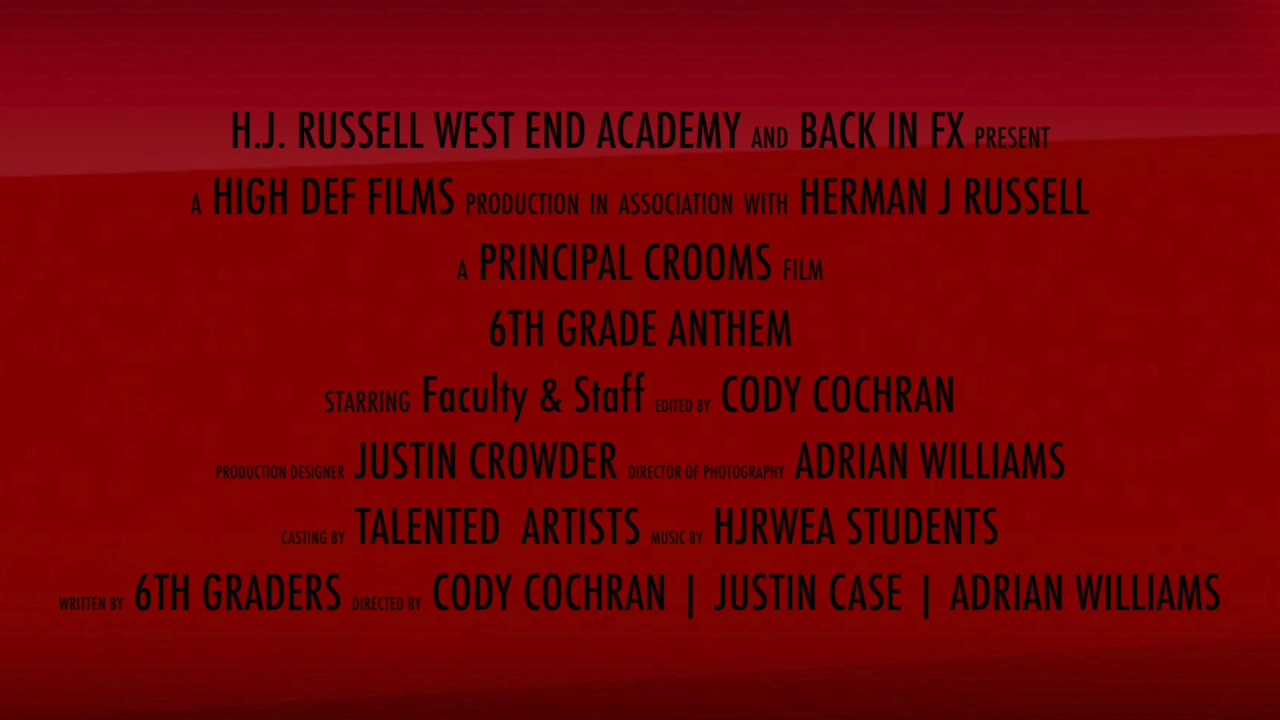 H.J. RUSSELL WEST END ACADEMY AND BACK IN FX PRESENT
A HIGH DEF FILMS PRODUCTION IN ASSOCIATION WITH HERMAN J RUSSELL
A PRINCIPAL CROOMS FILM
6TH GRADE ANTHEM
STARRING Faculty & Staff EDITED BY CODY COCHRAN
PRODUCTION DESIGNER JUSTIN CROWDER DIRECTOR OF PHOTOGRAPHY ADRIAN WILLIAMS
CASTING BY TALENTED ARTISTS MUSIC BY HJRWEA STUDENTS
WRITTEN BY 6TH GRADERS DIRECTED BY CODY COCHRAN | JUSTIN CASE | ADRIAN WILLIAMS